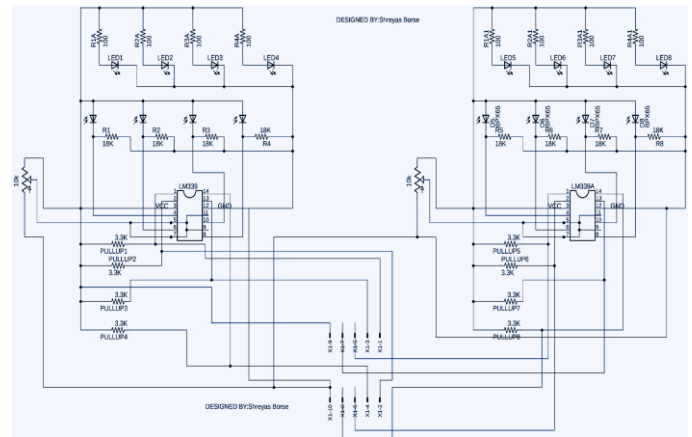 DESIGNED BY:Shreyas Borse
R1A 100
R2A 100
R3A 100
R4A 100
LED1
LED2
LED3
LED4
R1A1 100
R2A1 100
R3A1 100
R4A1 100
LED5
LED6
LED7
LED8
R1 18K
R2 18K
R3 18K
18K R4
D5 BPX65
D6 BPX65
D7 BPX65
D8 BPX65
R5 18K
R6 18K
R7 18K
18K R8
10k
LM339
VCC
GND
10k
LM339A
VCC
GND
3.3K
PULLUP1
PULLUP2
3.3K
3.3K
PULLUP3
3.3K
PULLUP4
3.3K
PULLUP5
PULLUP6
3.3K
3.3K
PULLUP7
3.3K
PULLUP8
X1-9
X1-7
X1-5
X1-3
X1-1
X1-10
X1-8
X1-6
X1-4
X1-2
DESIGNED BY:Shreyas Borse